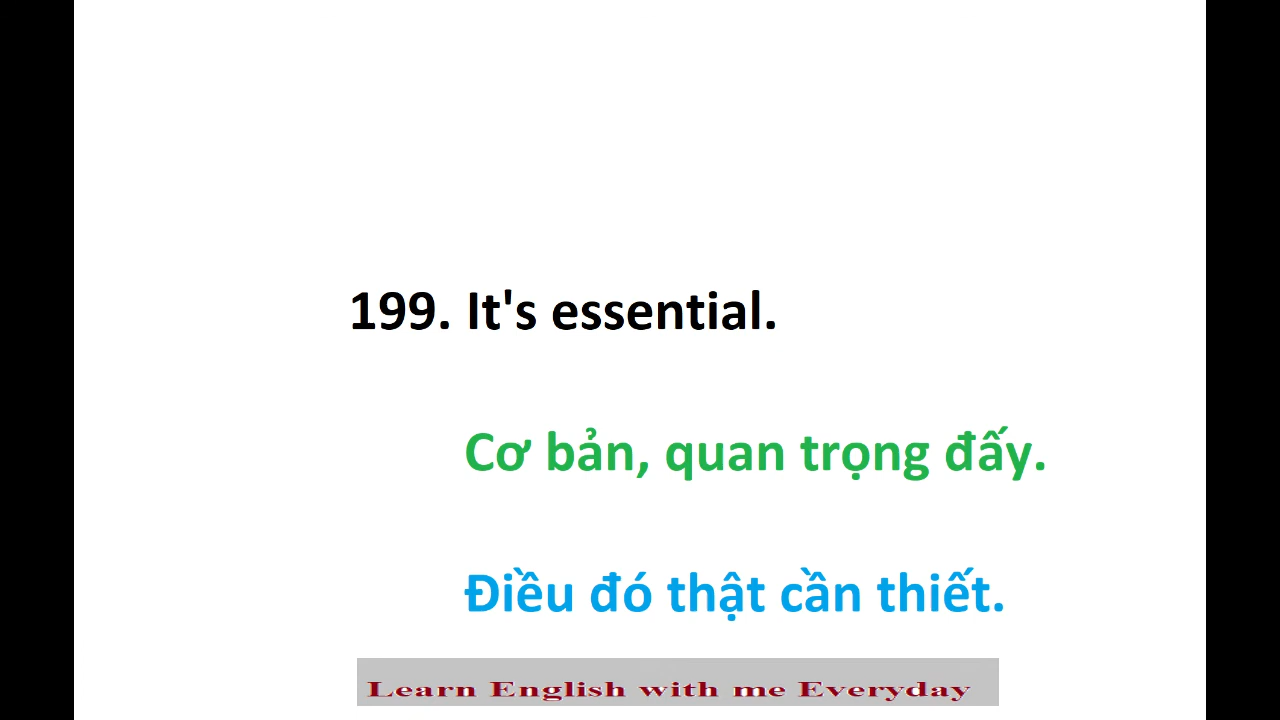 199. It's essential.
Cơ bản, quan trọng đấy.
Điều đó thật cần thiết.
Learn English with me Everyday